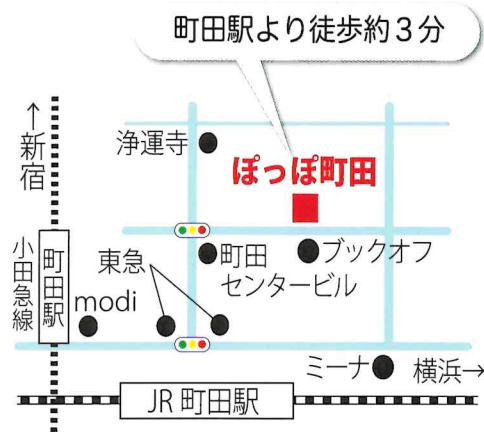 町田駅より徒歩約3分
↑新宿
浄運寺
ぽっぽ町田
小田急線
町田駅
東急
modi
町田
センタービル
ブックオフ
ミーナ
横浜→
JR 町田駅